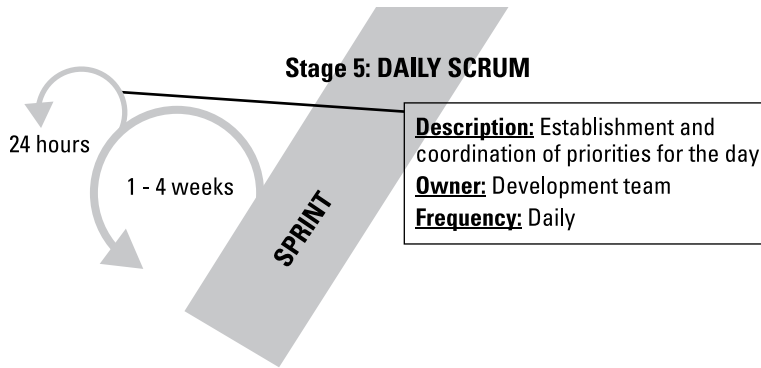 Stage 5: DAILY SCRUM
24 hours
1 - 4 weeks
SPRINT
Description: Establishment and
coordination of priorities for the day
Owner: Development team
Frequency: Daily